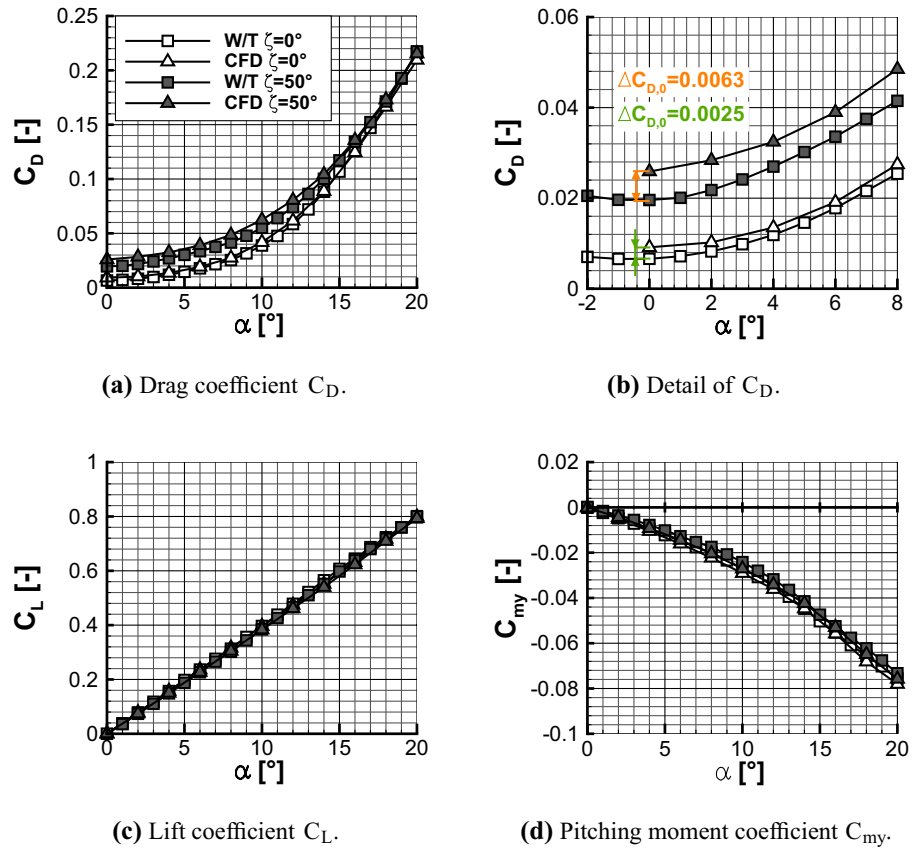 C_D [-]
0.25
0.2
0.15
0.1
0.05
0
W/T ζ=0°
CFD ζ=0°
W/T ζ=50°
CFD ζ=50°
0 5 10 15 20
α [°]
(a) Drag coefficient C_D.
C_D [-]
0.08
0.06
0.04
0.02
0
ΔC_D,0=0.0063
ΔC_D,0=0.0025
-2 0 2 4 6 8
α [°]
(b) Detail of C_D.
C_L [-]
1
0.8
0.6
0.4
0.2
0
0 5 10 15 20
α [°]
(c) Lift coefficient C_L.
C_my [-]
0.02
0
-0.02
-0.04
-0.06
-0.08
-0.1
0 5 10 15 20
α [°]
(d) Pitching moment coefficient C_my.